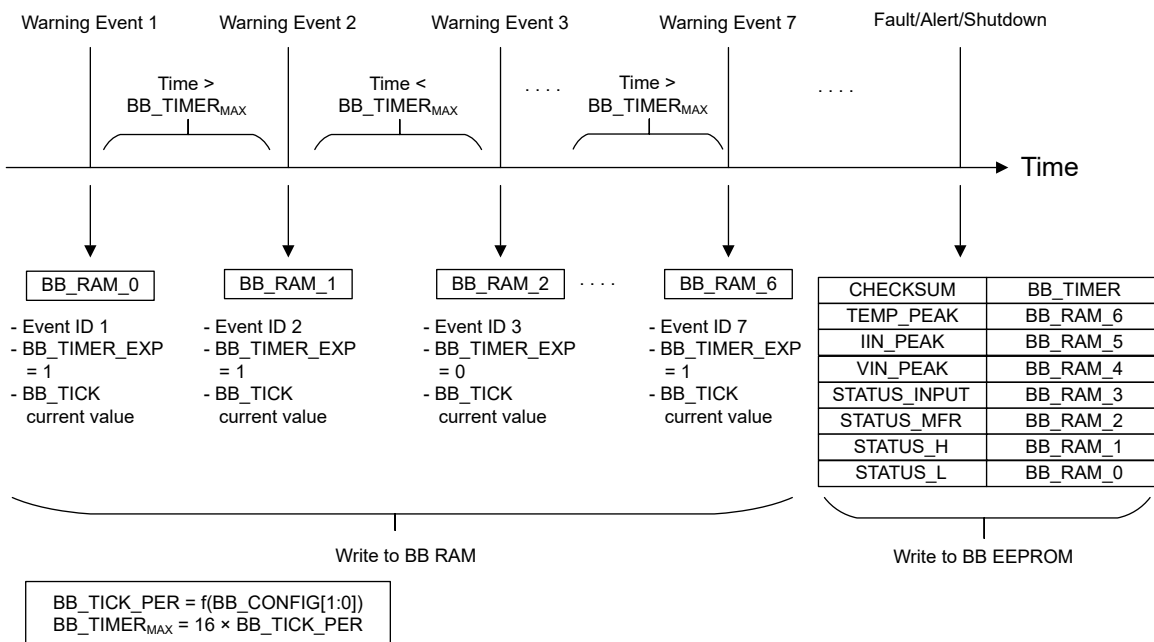 Warning Event 1
Warning Event 2
Warning Event 3
Warning Event 7
Fault/Alert/Shutdown
Time >
BB_TIMERMAX
Time <
BB_TIMERMAX
. . . .
Time >
BB_TIMERMAX
. . . .
Time
BB_RAM_0
BB_RAM_1
BB_RAM_2
. . . .
BB_RAM_6
- Event ID 1
- BB_TIMER_EXP
= 1
- BB_TICK
current value
- Event ID 2
- BB_TIMER_EXP
= 1
- BB_TICK
current value
- Event ID 3
- BB_TIMER_EXP
= 0
- BB_TICK
current value
- Event ID 7
- BB_TIMER_EXP
= 1
- BB_TICK
current value
CHECKSUM BB_TIMER
TEMP_PEAK BB_RAM_6
IIN_PEAK BB_RAM_5
VIN_PEAK BB_RAM_4
STATUS_INPUT BB_RAM_3
STATUS_MFR BB_RAM_2
STATUS_H BB_RAM_1
STATUS_L BB_RAM_0
Write to BB RAM
Write to BB EEPROM
BB_TICK_PER = f(BB_CONFIG[1:0])
BB_TIMERMAX = 16 × BB_TICK_PER